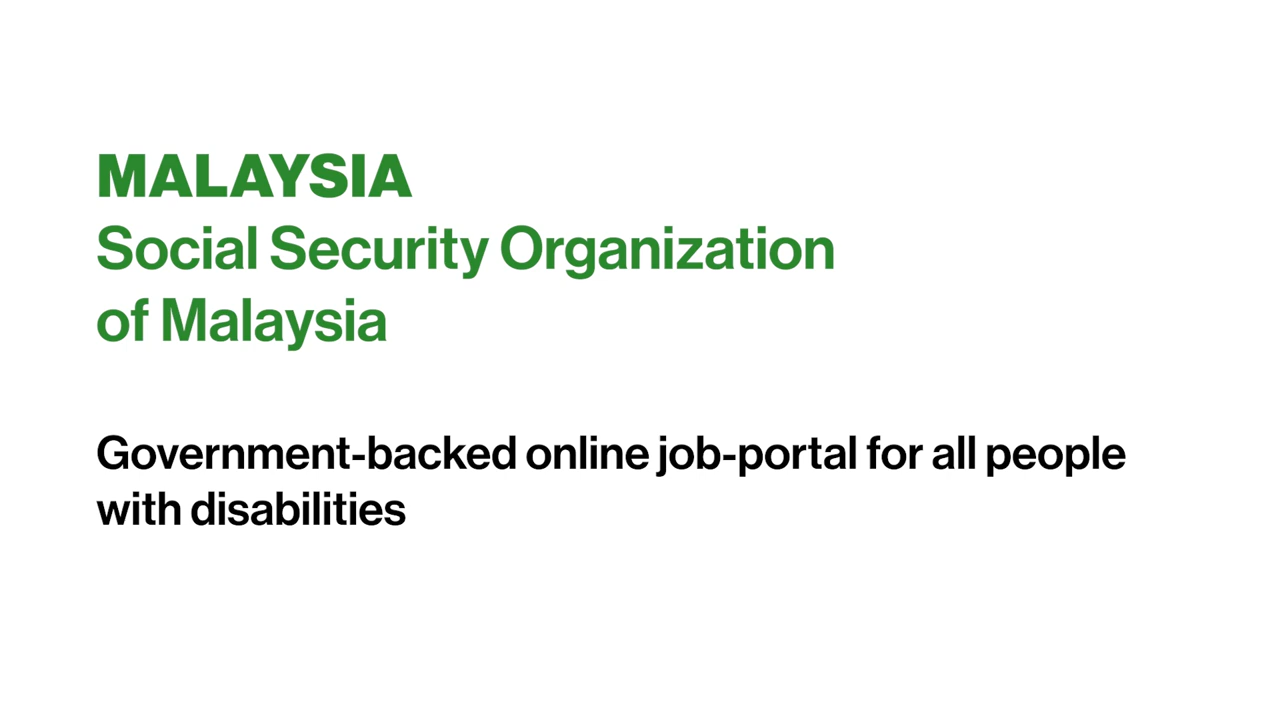 MALAYSIA
Social Security Organization
of Malaysia
Government-backed online job-portal for all people
with disabilities